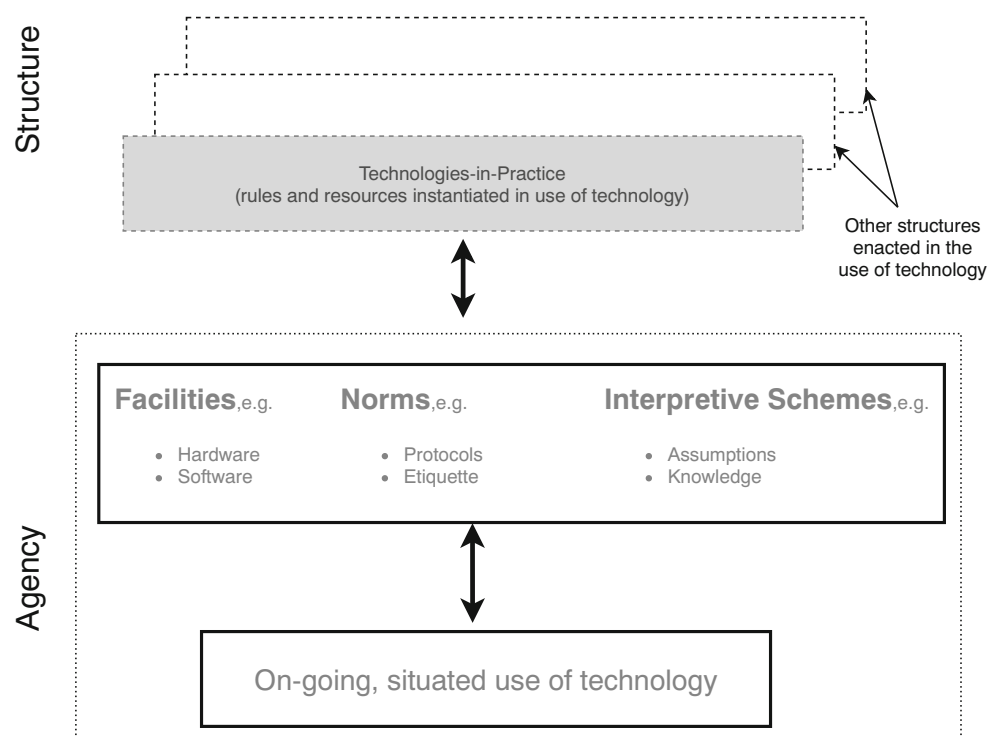 Structure
Technologies-in-Practice
(rules and resources instantiated in use of technology)
Other structures
enacted in the
use of technology
Agency
Facilities,e.g.
• Hardware
• Software
Norms,e.g.
• Protocols
• Etiquette
Interpretive Schemes,e.g.
• Assumptions
• Knowledge
On-going, situated use of technology